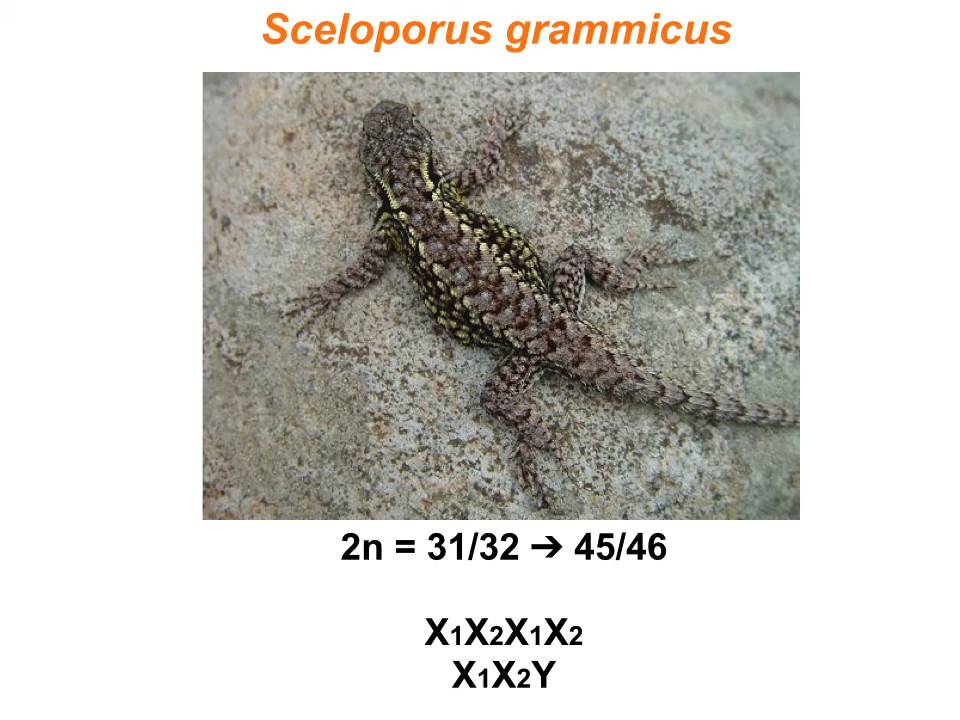 Sceloporus grammicus
2n = 31/32 ➔ 45/46
X1X2X1X2
X1X2Y